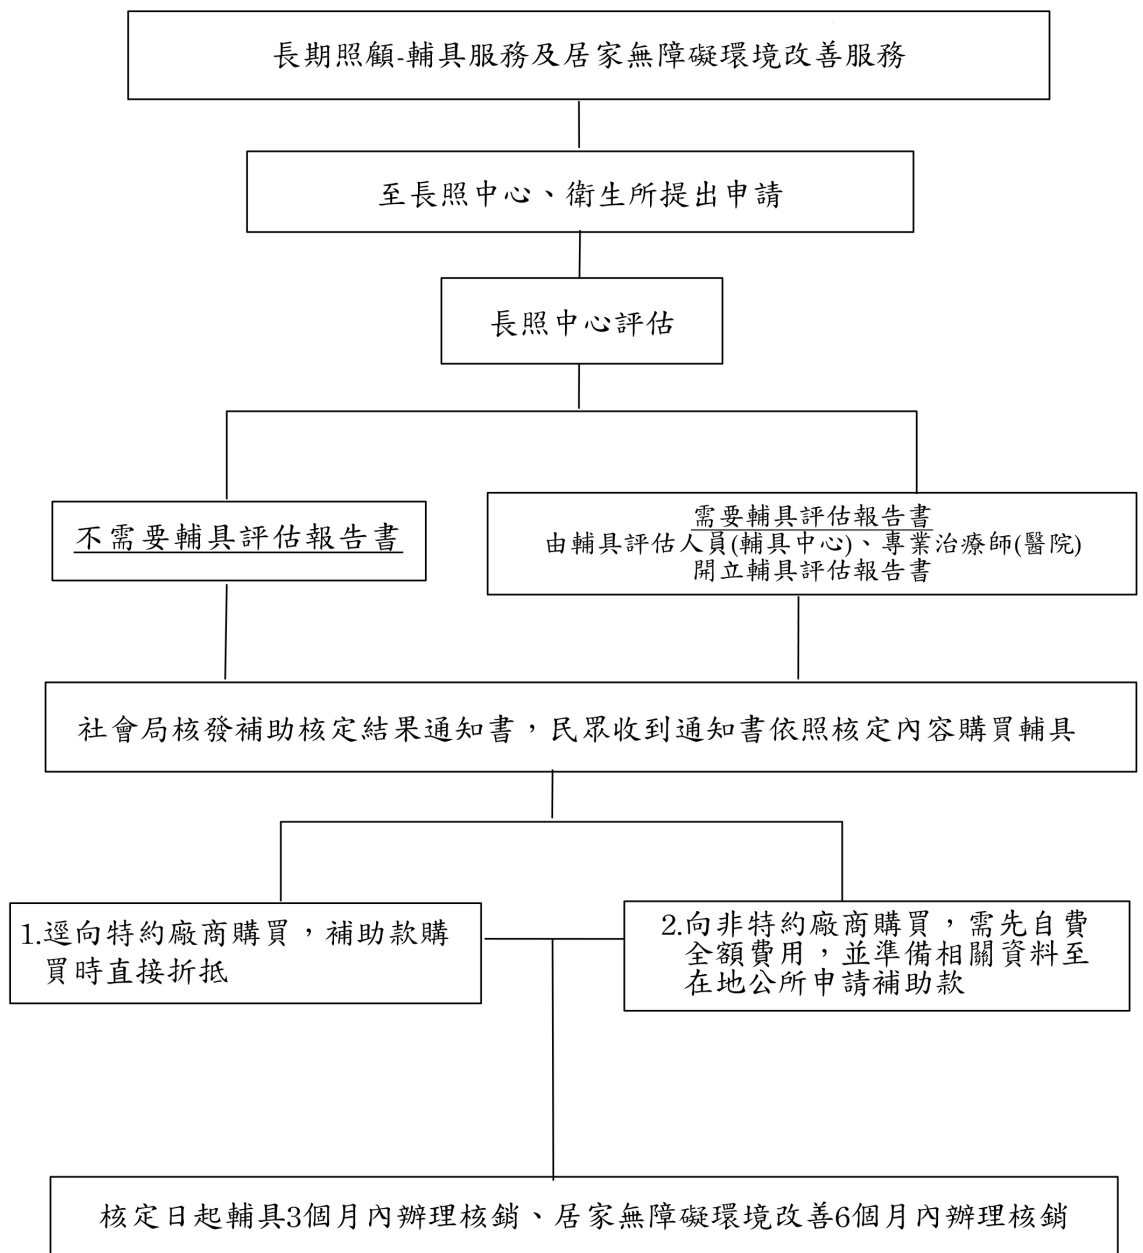 長期照顧-輔具服務及居家無障礙環境改善服務
至長照中心、衛生所提出申請
長照中心評估
不需要輔具評估報告書
需要輔具評估報告書
由輔具評估人員(輔具中心)、專業治療師(醫院)
開立輔具評估報告書
社會局核發補助核定結果通知書，民眾收到通知書依照核定內容購買輔具
1.逕向特約廠商購買，補助款購
買時直接折抵
2.向非特約廠商購買，需先自費
全額費用，並準備相關資料至
在地公所申請補助款
核定日起輔具3個月內辦理核銷、居家無障礙環境改善6個月內辦理核銷